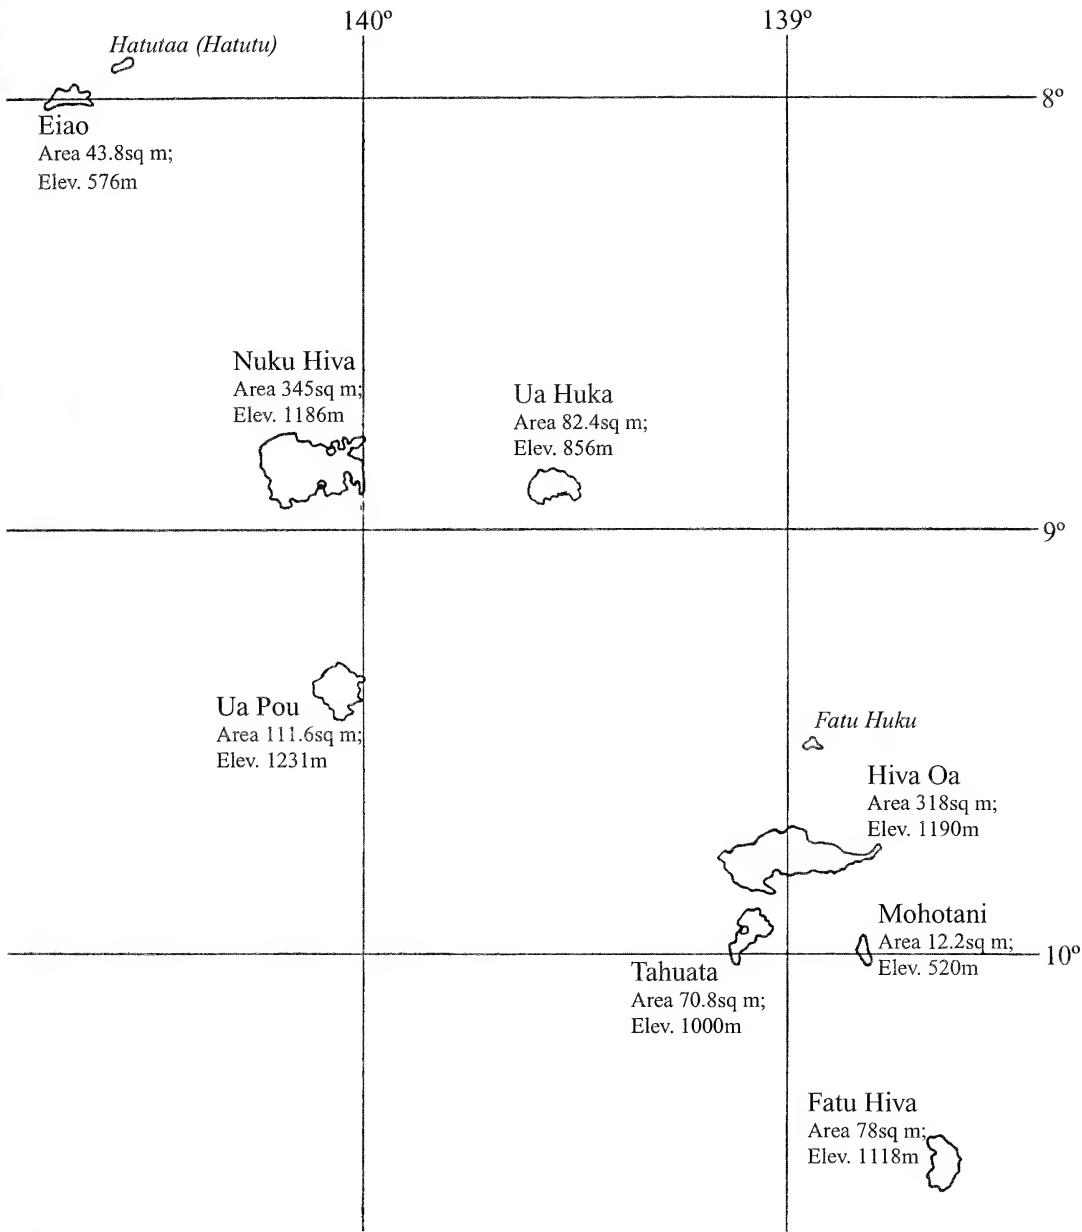 140º
139º
Hatutaa (Hatutu)
8º
Eiao
Area 43.8sq m;
Elev. 576m
Nuku Hiva
Area 345sq m;
Elev. 1186m
Ua Huka
Area 82.4sq m;
Elev. 856m
9º
Ua Pou
Area 111.6sq m;
Elev. 1231m
Fatu Huku
Hiva Oa
Area 318sq m;
Elev. 1190m
Mohotani
Area 12.2sq m;
Elev. 520m
10º
Tahuata
Area 70.8sq m;
Elev. 1000m
Fatu Hiva
Area 78sq m;
Elev. 1118m